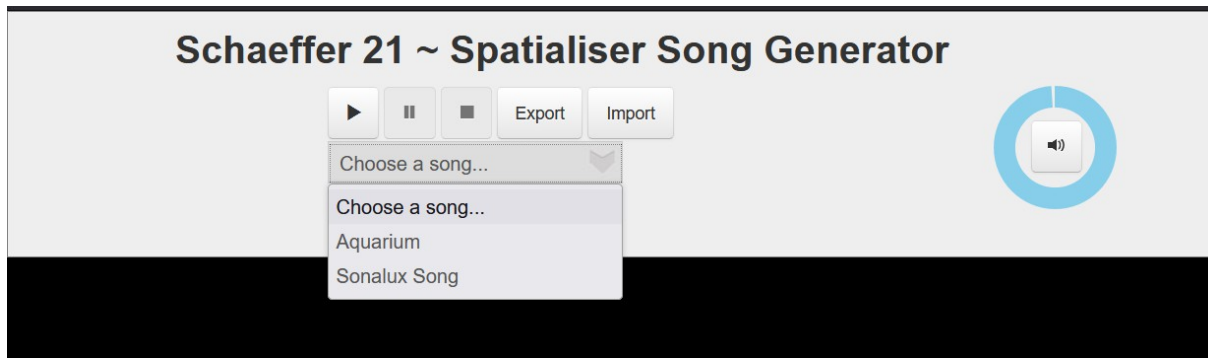 Schaeffer 21 ~ Spatialiser Song Generator
Export Import
Choose a song...
Choose a song...
Aquarium
Sonalux Song